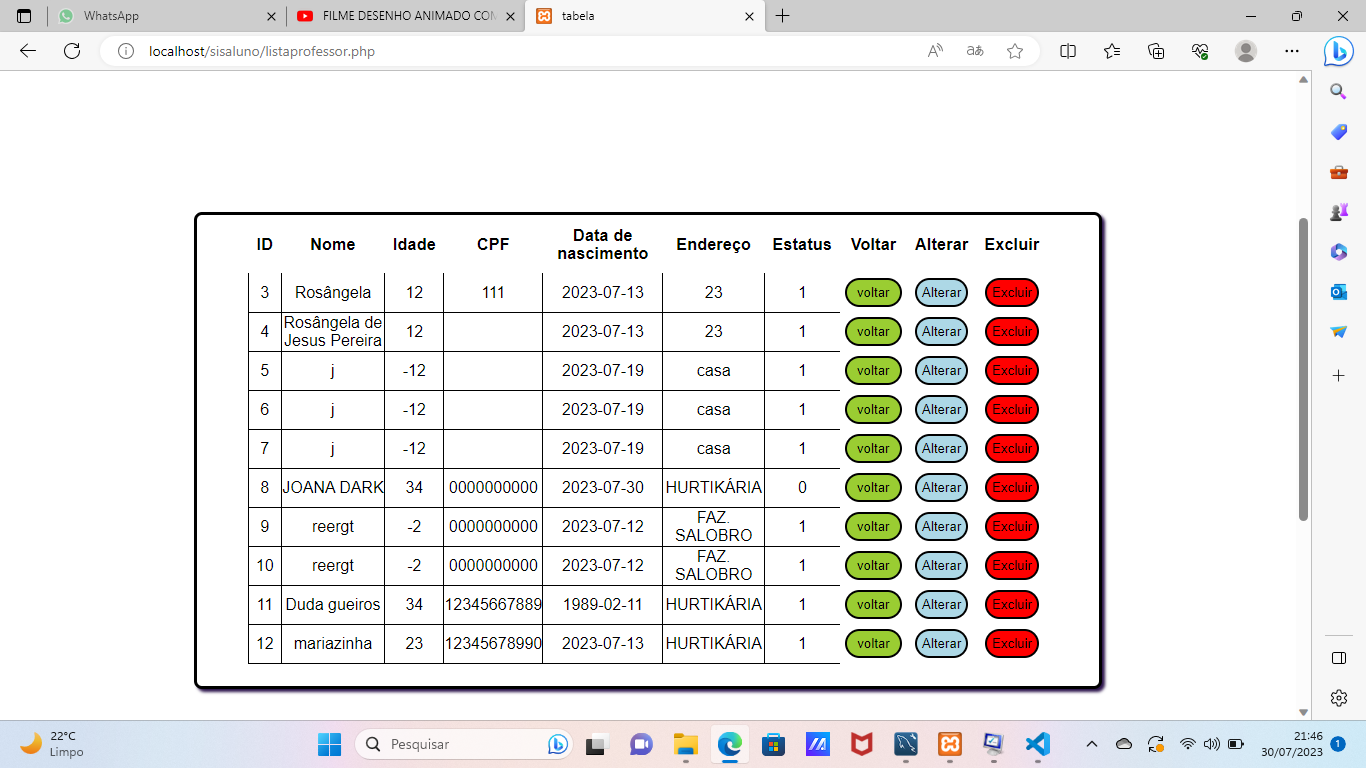 WhatsApp
FILME DESENHO ANIMADO COM
tabela
localhost/sisaluno/listaprofessor.php
ID Nome Idade CPF Data de nascimento Endereço Estatus Voltar Alterar Excluir
3 Rosângela 12 111 2023-07-13 23 1 voltar Alterar Excluir
4 Rosângela de Jesus Pereira 12 2023-07-13 23 1 voltar Alterar Excluir
5 j -12 2023-07-19 casa 1 voltar Alterar Excluir
6 j -12 2023-07-19 casa 1 voltar Alterar Excluir
7 j -12 2023-07-19 casa 1 voltar Alterar Excluir
8 JOANA DARK 34 0000000000 2023-07-30 HURTIKÁRIA 0 voltar Alterar Excluir
9 reergt -2 0000000000 2023-07-12 FAZ. SALOBRO 1 voltar Alterar Excluir
10 reergt -2 0000000000 2023-07-12 FAZ. SALOBRO 1 voltar Alterar Excluir
11 Duda gueiros 34 12345667889 1989-02-11 HURTIKÁRIA 1 voltar Alterar Excluir
12 mariazinha 23 12345678990 2023-07-13 HURTIKÁRIA 1 voltar Alterar Excluir
22°C
Limpo
Pesquisar
21:46
30/07/2023
1